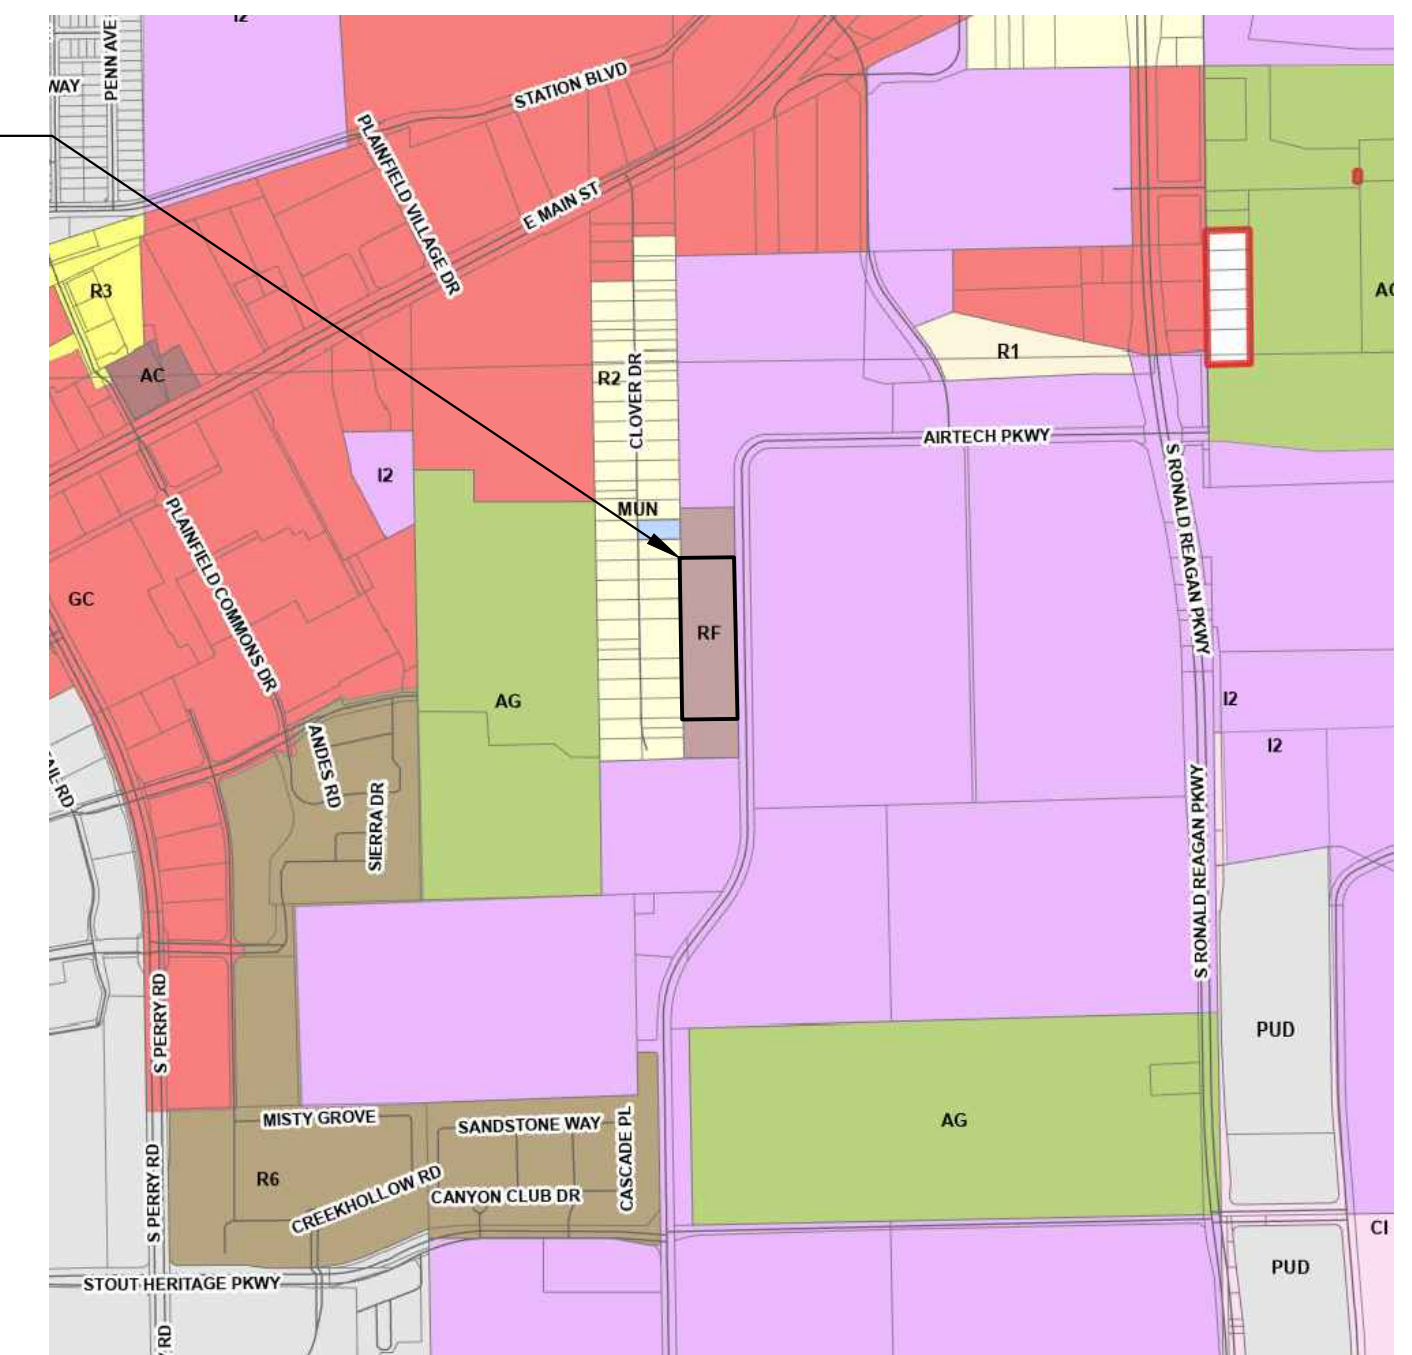 I2
PENN AVE
WAY
STATION BLVD
PLAINFIELD VILLAGE DR
E MAIN ST
R3
AC
R2
CLOVER DR
R1
AIRTECH PKWY
I2
MUN
S RONALD REAGAN PKWY
PLAINFIELD COMMONS DR
GC
RF
AG
I2
I2
ANDES RD
SIERRA DR
S RONALD REAGAN PKWY
S PERRY RD
PUD
AG
MISTY GROVE
SANDSTONE WAY
CASCADE PL
R6
CREEKHOLLOW RD
CANYON CLUB DR
S PERRY RD
STOUT HERITAGE PKWY
CI
PUD
RD